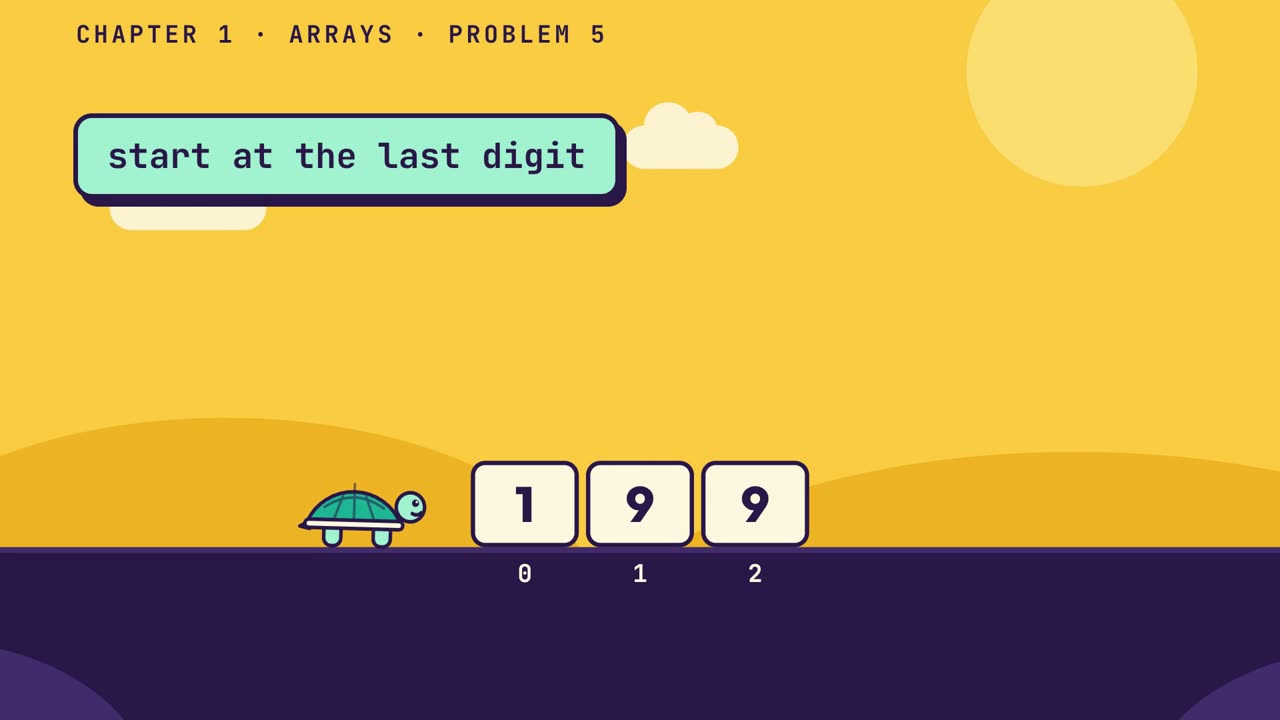 CHAPTER 1 · ARRAYS · PROBLEM 5
start at the last digit
1 9 9
0 1 2